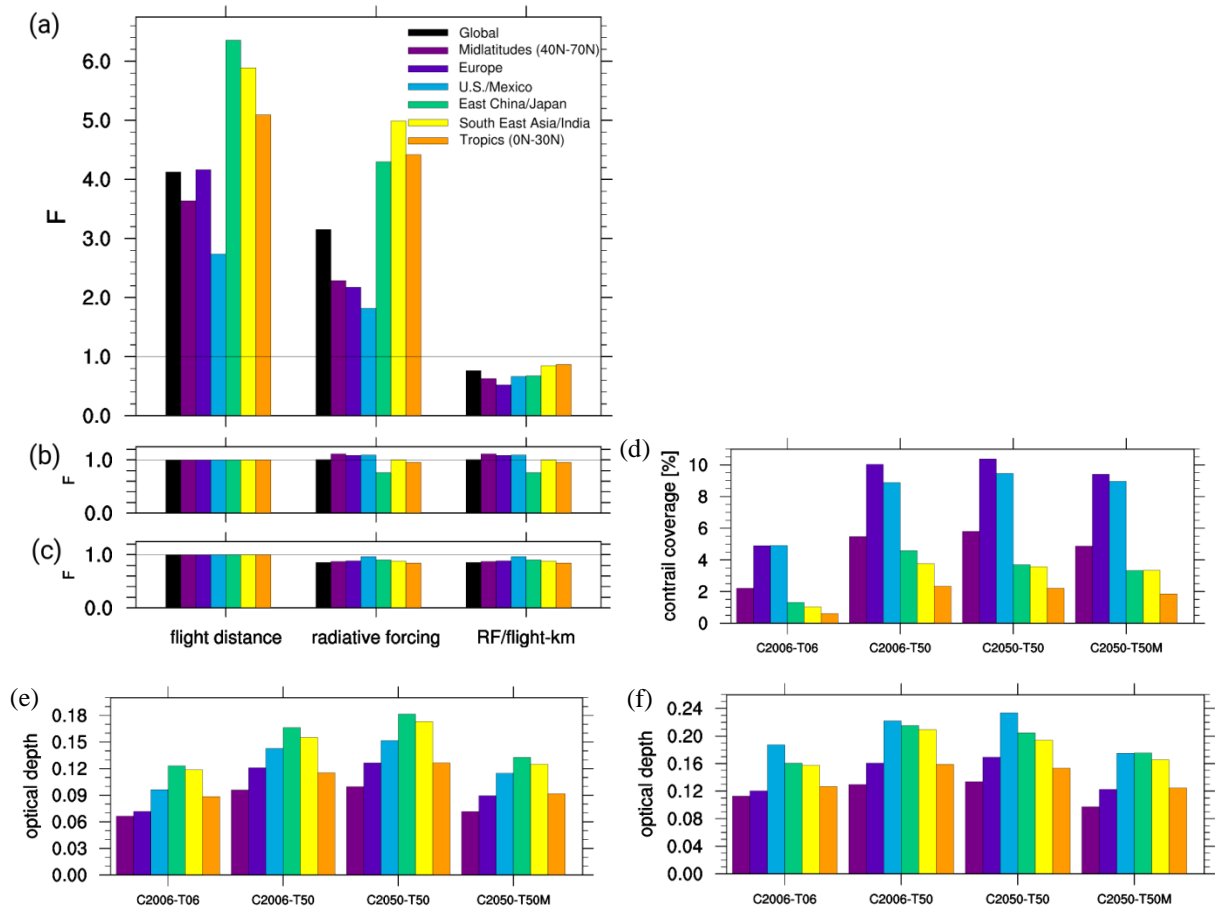 (a)
F
6.0
5.0
4.0
3.0
2.0
1.0
0.0
Global
Midlatitudes (40N-70N)
Europe
U.S./Mexico
East China/Japan
South East Asia/India
Tropics (0N-30N)
(b)
F
1.0
0.0
(c)
F
1.0
0.0
flight distance
radiative forcing
RF/flight-km
(d)
contrail coverage [%]
10
8
6
4
2
0
C2006-T06
C2006-T50
C2050-T50
C2050-T50M
(e)
optical depth
0.18
0.15
0.12
0.09
0.06
0.03
0.00
C2006-T06
C2006-T50
C2050-T50
C2050-T50M
(f)
optical depth
0.24
0.20
0.16
0.12
0.08
0.04
0.00
C2006-T06
C2006-T50
C2050-T50
C2050-T50M